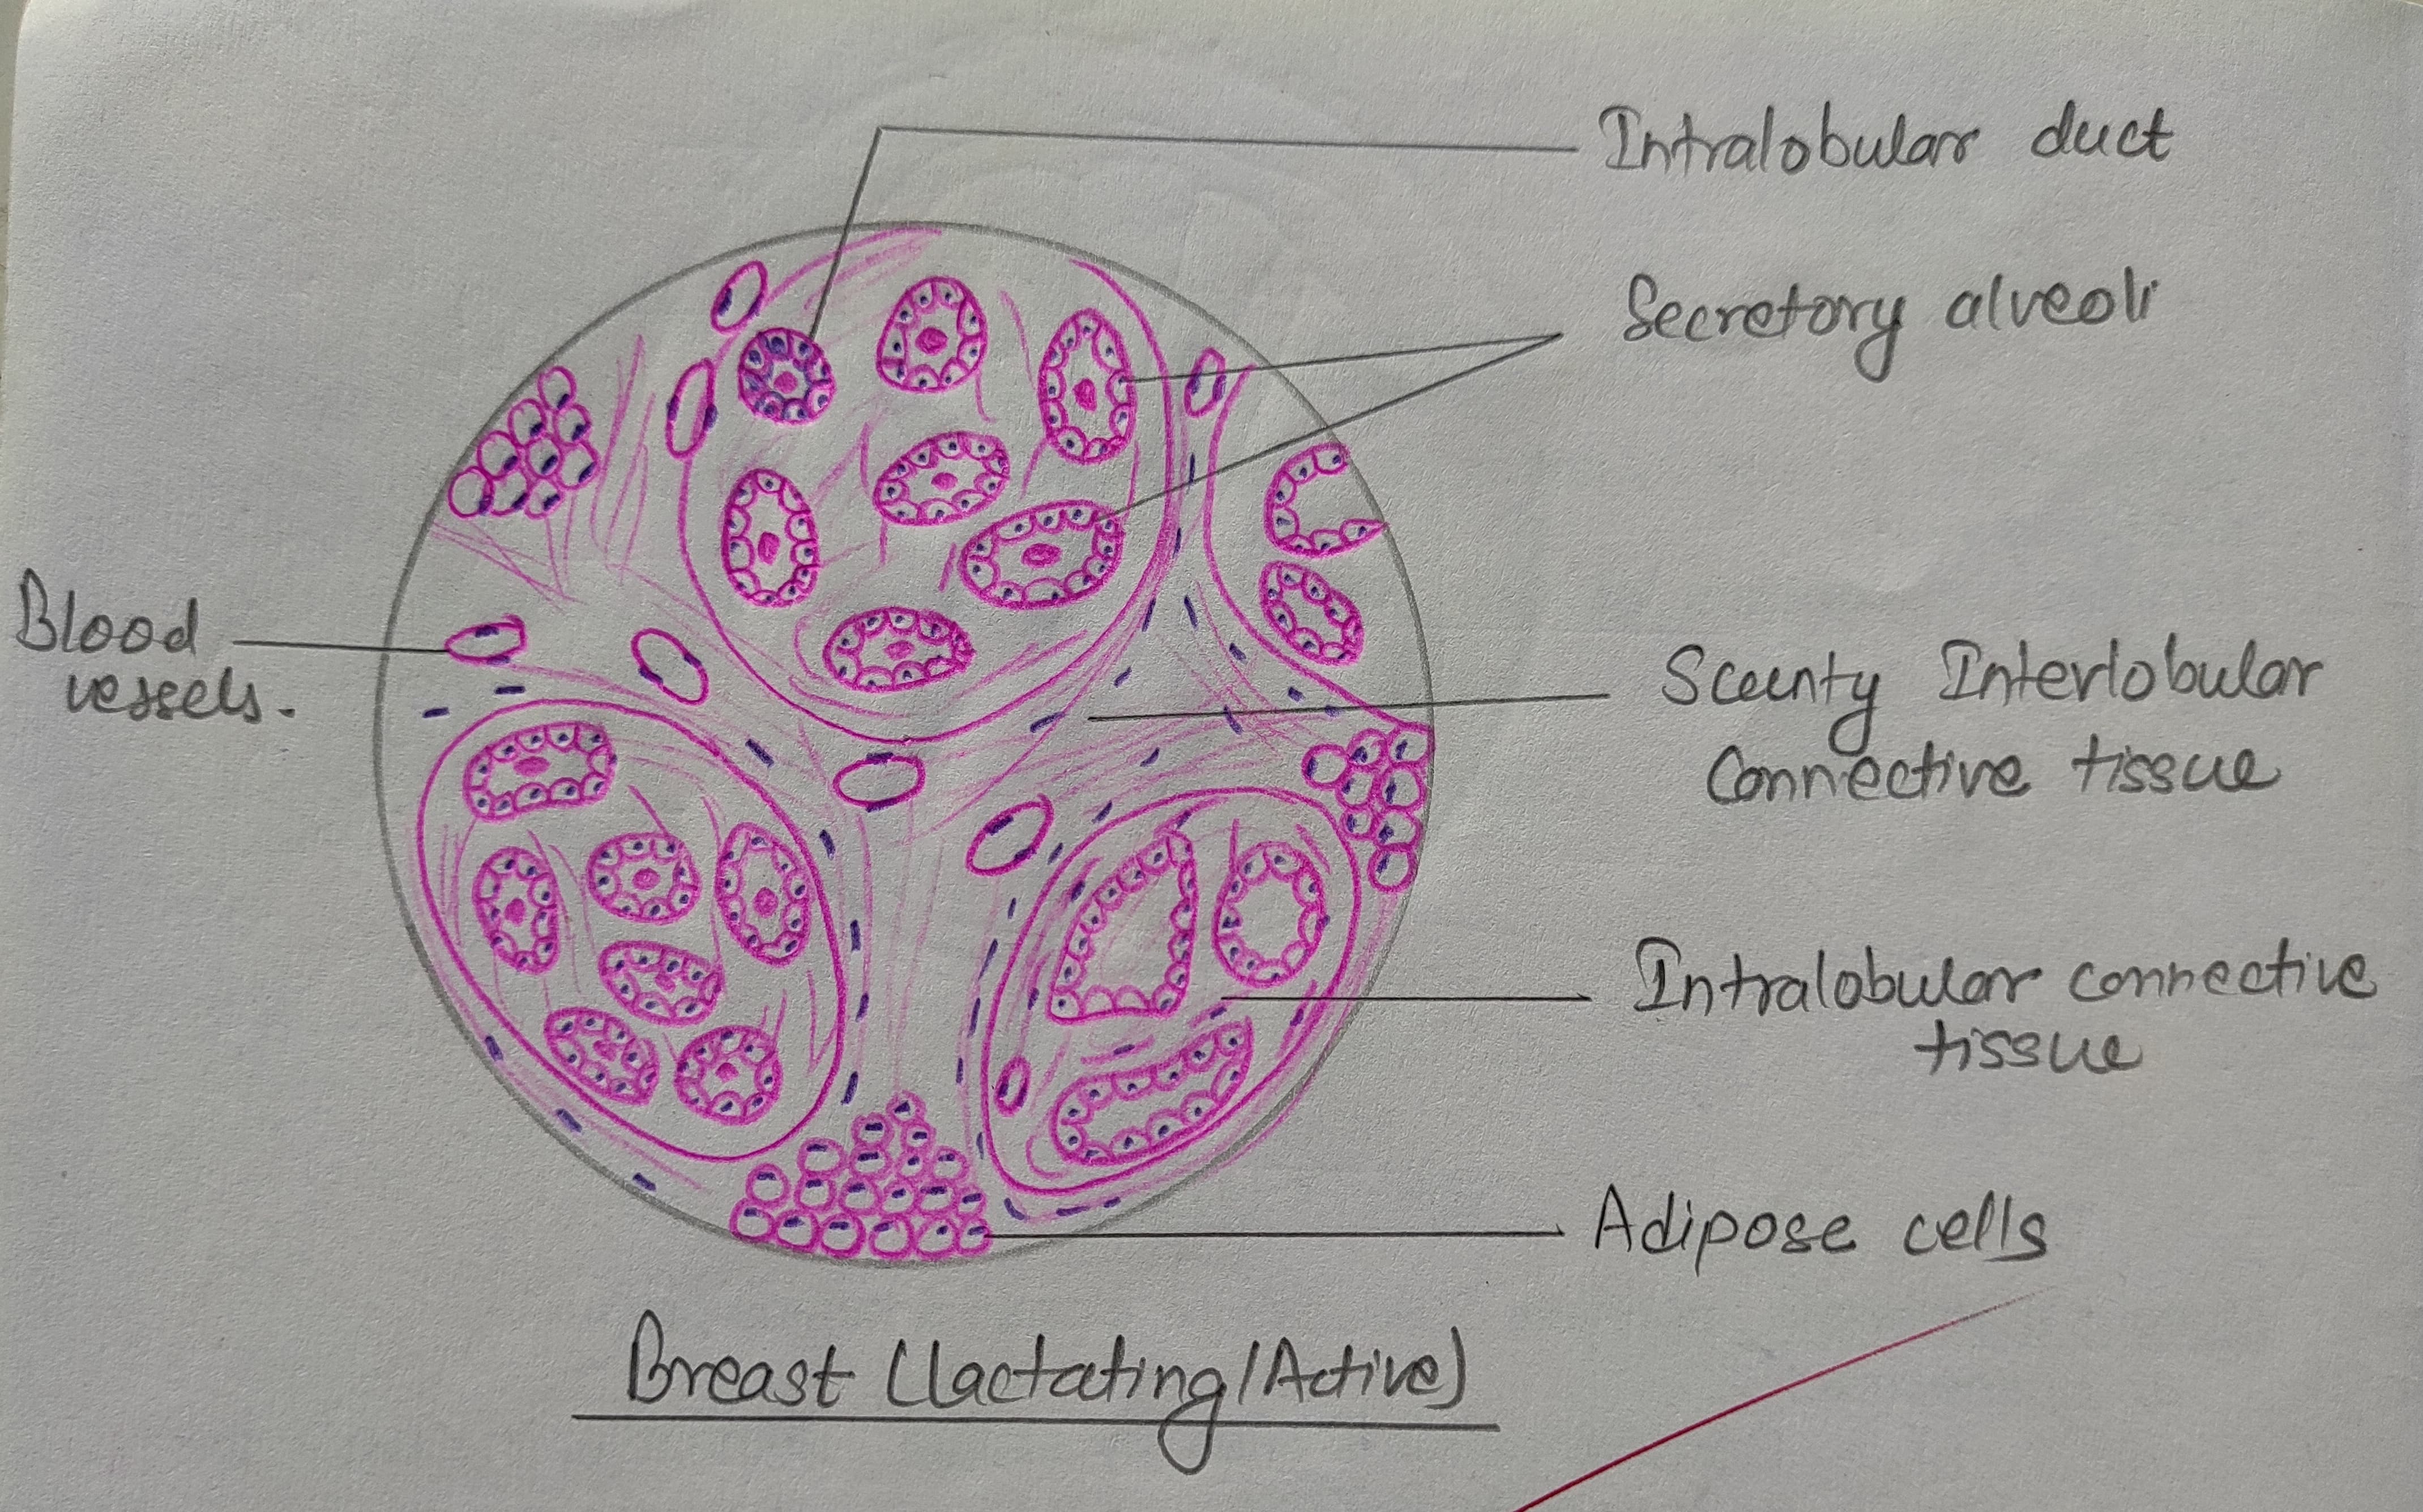 Intralobular duct
Secretory alveoli
Blood
vessels.
Scanty Interlobular
Connective tissue
Intralobular connective
tissue
Adipose cells
Breast (lactating/Active)